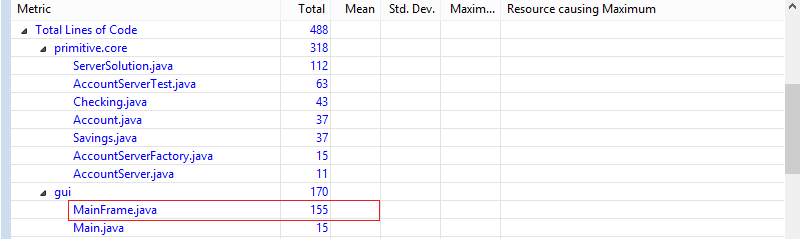 Metric Total Mean Std. Dev. Maxim... Resource causing Maximum
Total Lines of Code 488
primitive.core 318
ServerSolution.java 112
AccountServerTest.java 63
Checking.java 43
Account.java 37
Savings.java 37
AccountServerFactory.java 15
AccountServer.java 11
gui 170
MainFrame.java 155
Main.java 15